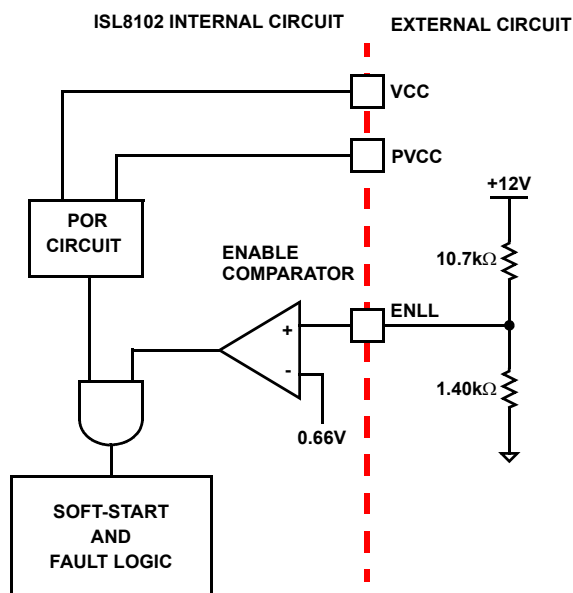 ISL8102 INTERNAL CIRCUIT
EXTERNAL CIRCUIT
VCC
PVCC
+12V
POR
CIRCUIT
ENABLE
COMPARATOR
10.7kΩ
+
ENLL
-
1.40kΩ
0.66V
SOFT-START
AND
FAULT LOGIC